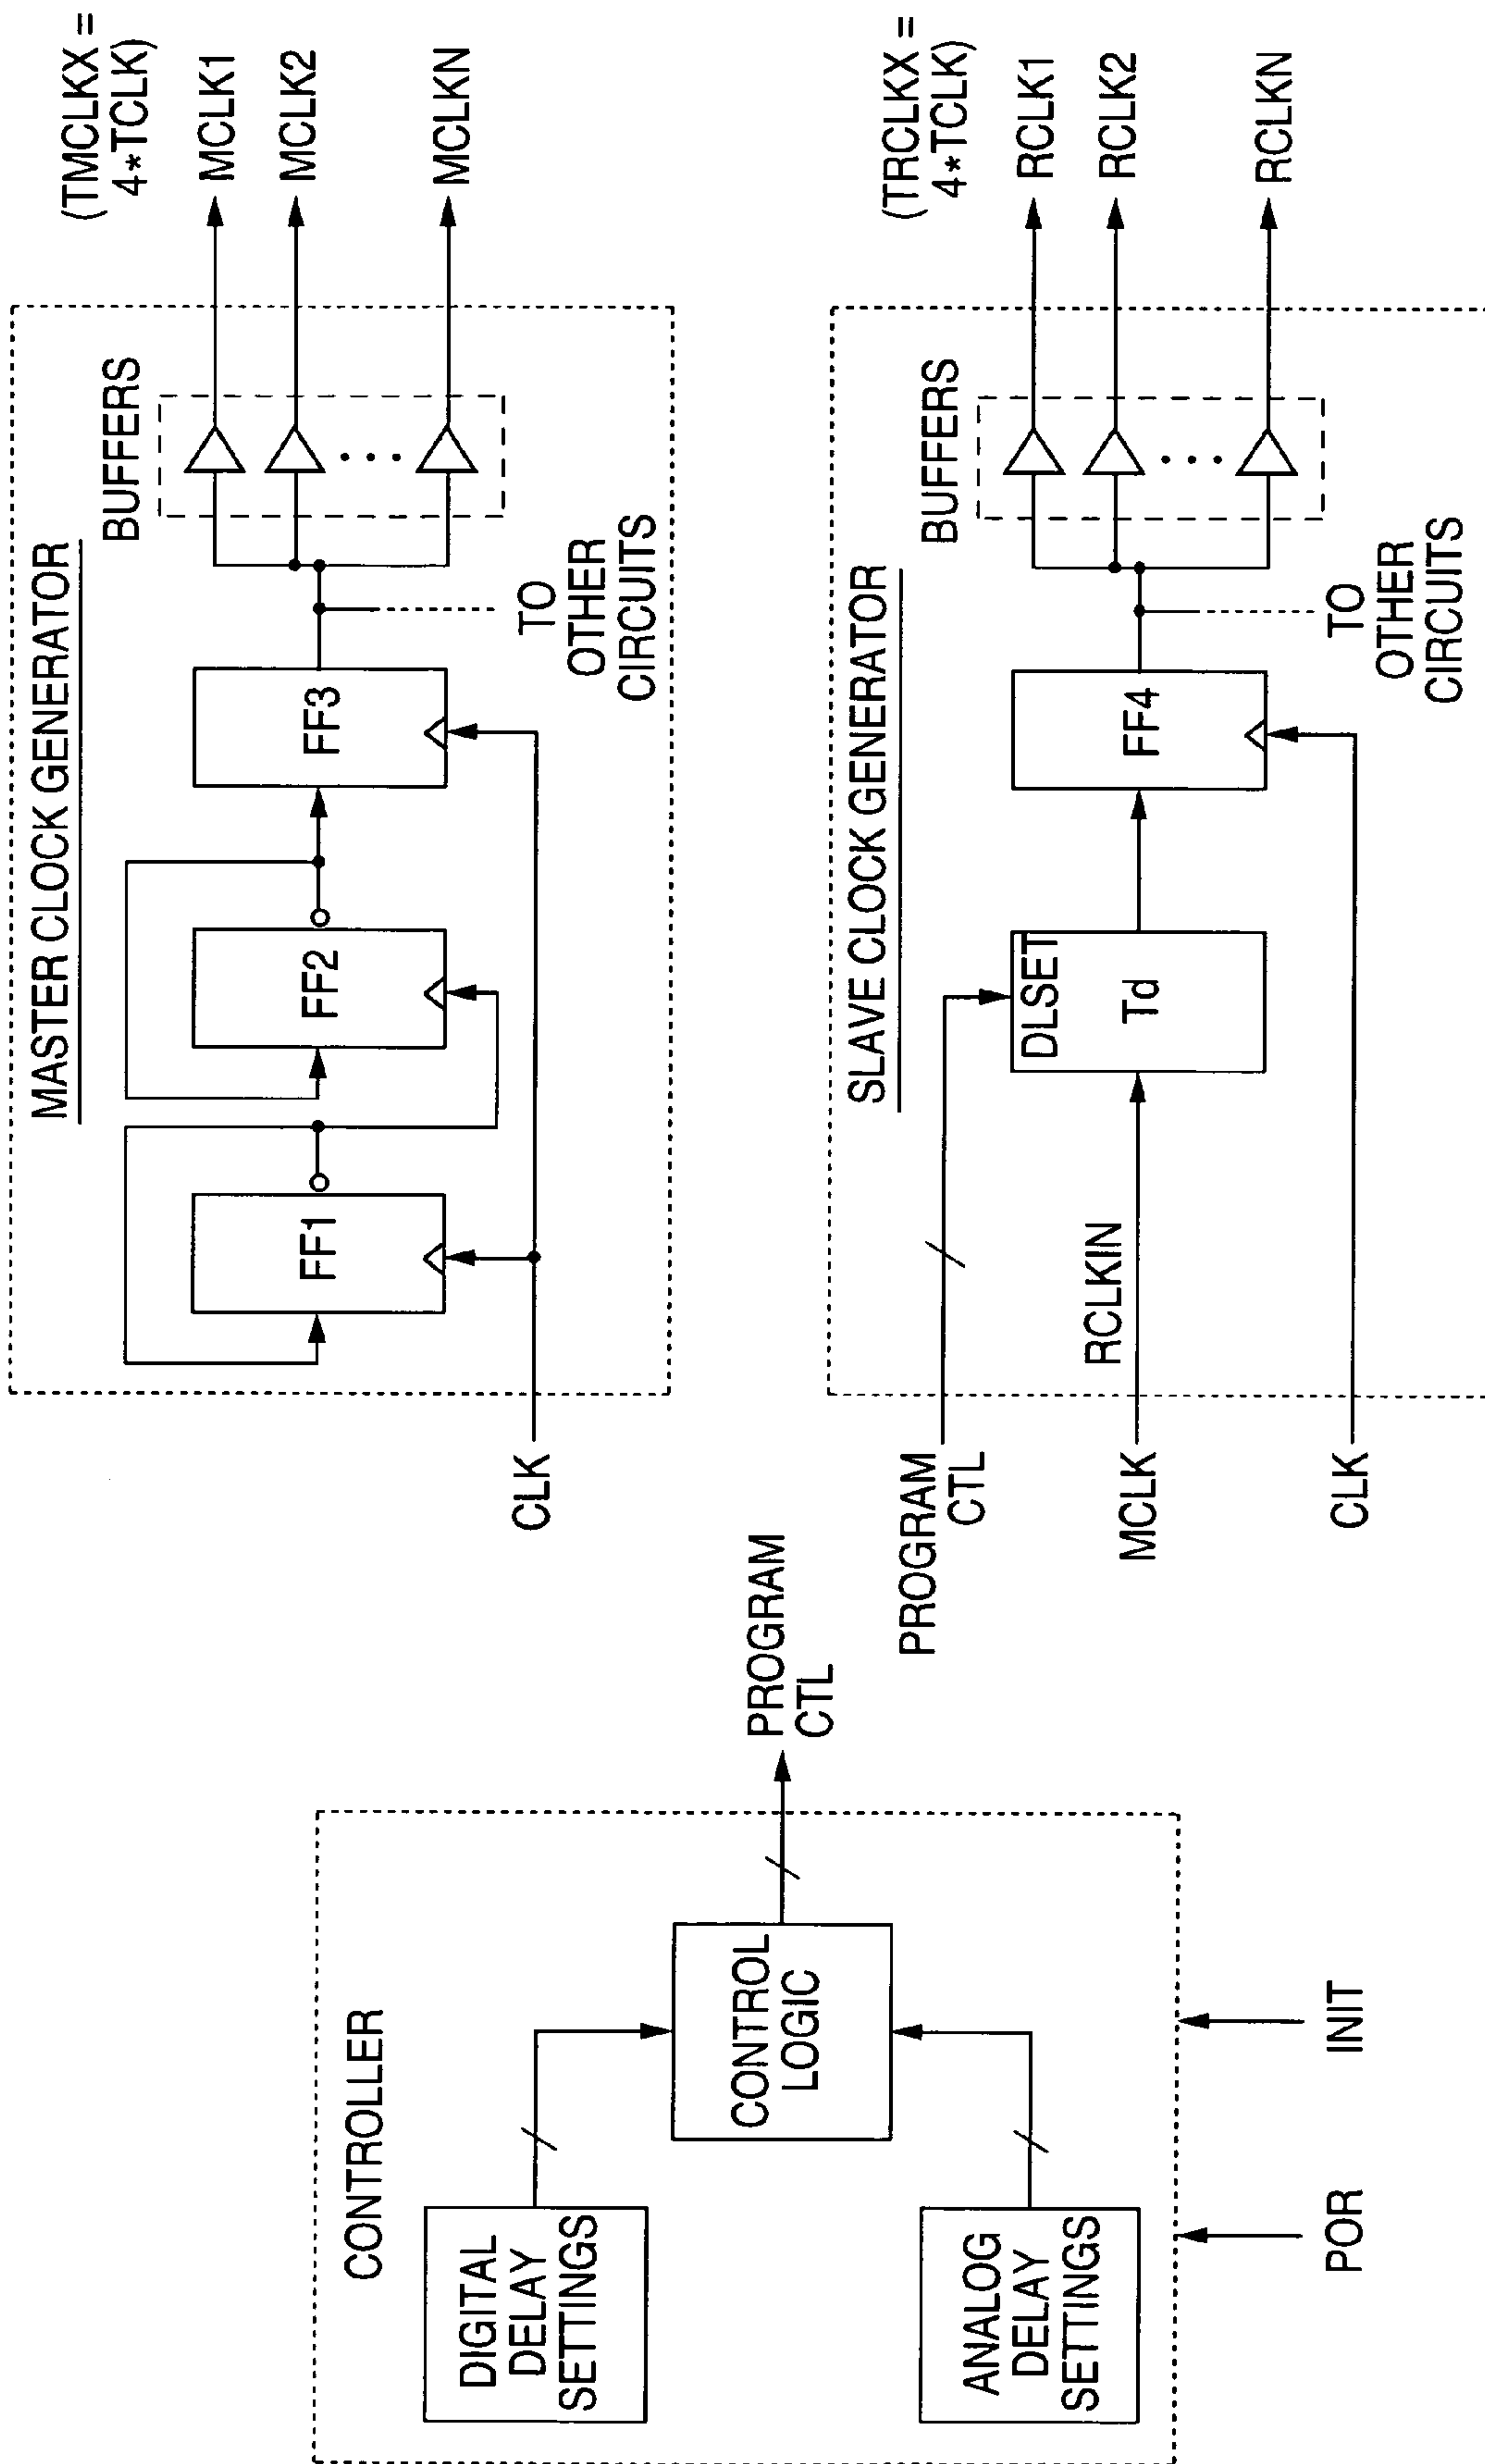 CONTROLLER
DIGITAL
DELAY
SETTINGS
ANALOG
DELAY
SETTINGS
CONTROL
LOGIC
PROGRAM
CTL
POR
INIT
MASTER CLOCK GENERATOR
CLK
FF1
FF2
FF3
BUFFERS
TO
OTHER
CIRCUITS
(TMCLKX =
4*TCLK)
MCLK1
MCLK2
MCLKN
SLAVE CLOCK GENERATOR
PROGRAM
CTL
MCLK
CLK
RCLKIN
DLSET
Td
FF4
BUFFERS
TO
OTHER
CIRCUITS
(TRCLKX =
4*TCLK)
RCLK1
RCLK2
RCLKN